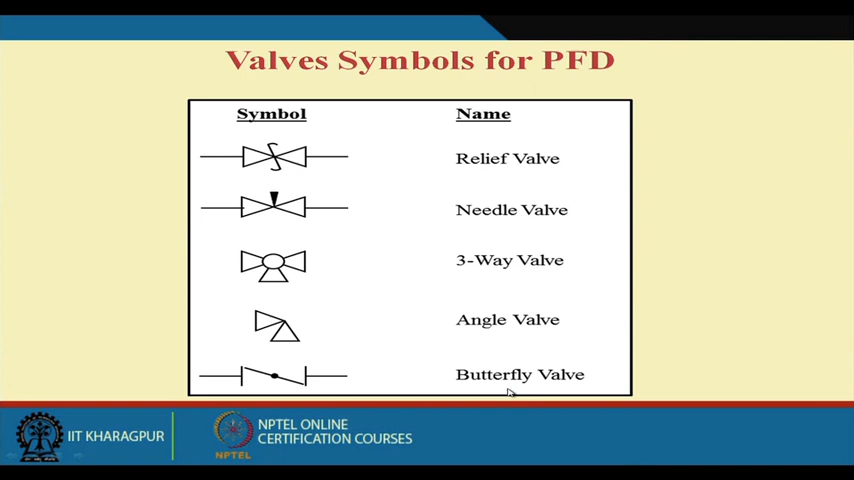 Valves Symbols for PFD
Symbol Name
Relief Valve
Needle Valve
3-Way Valve
Angle Valve
Butterfly Valve
IIT KHARAGPUR
NPTEL
NPTEL ONLINE
CERTIFICATION COURSES